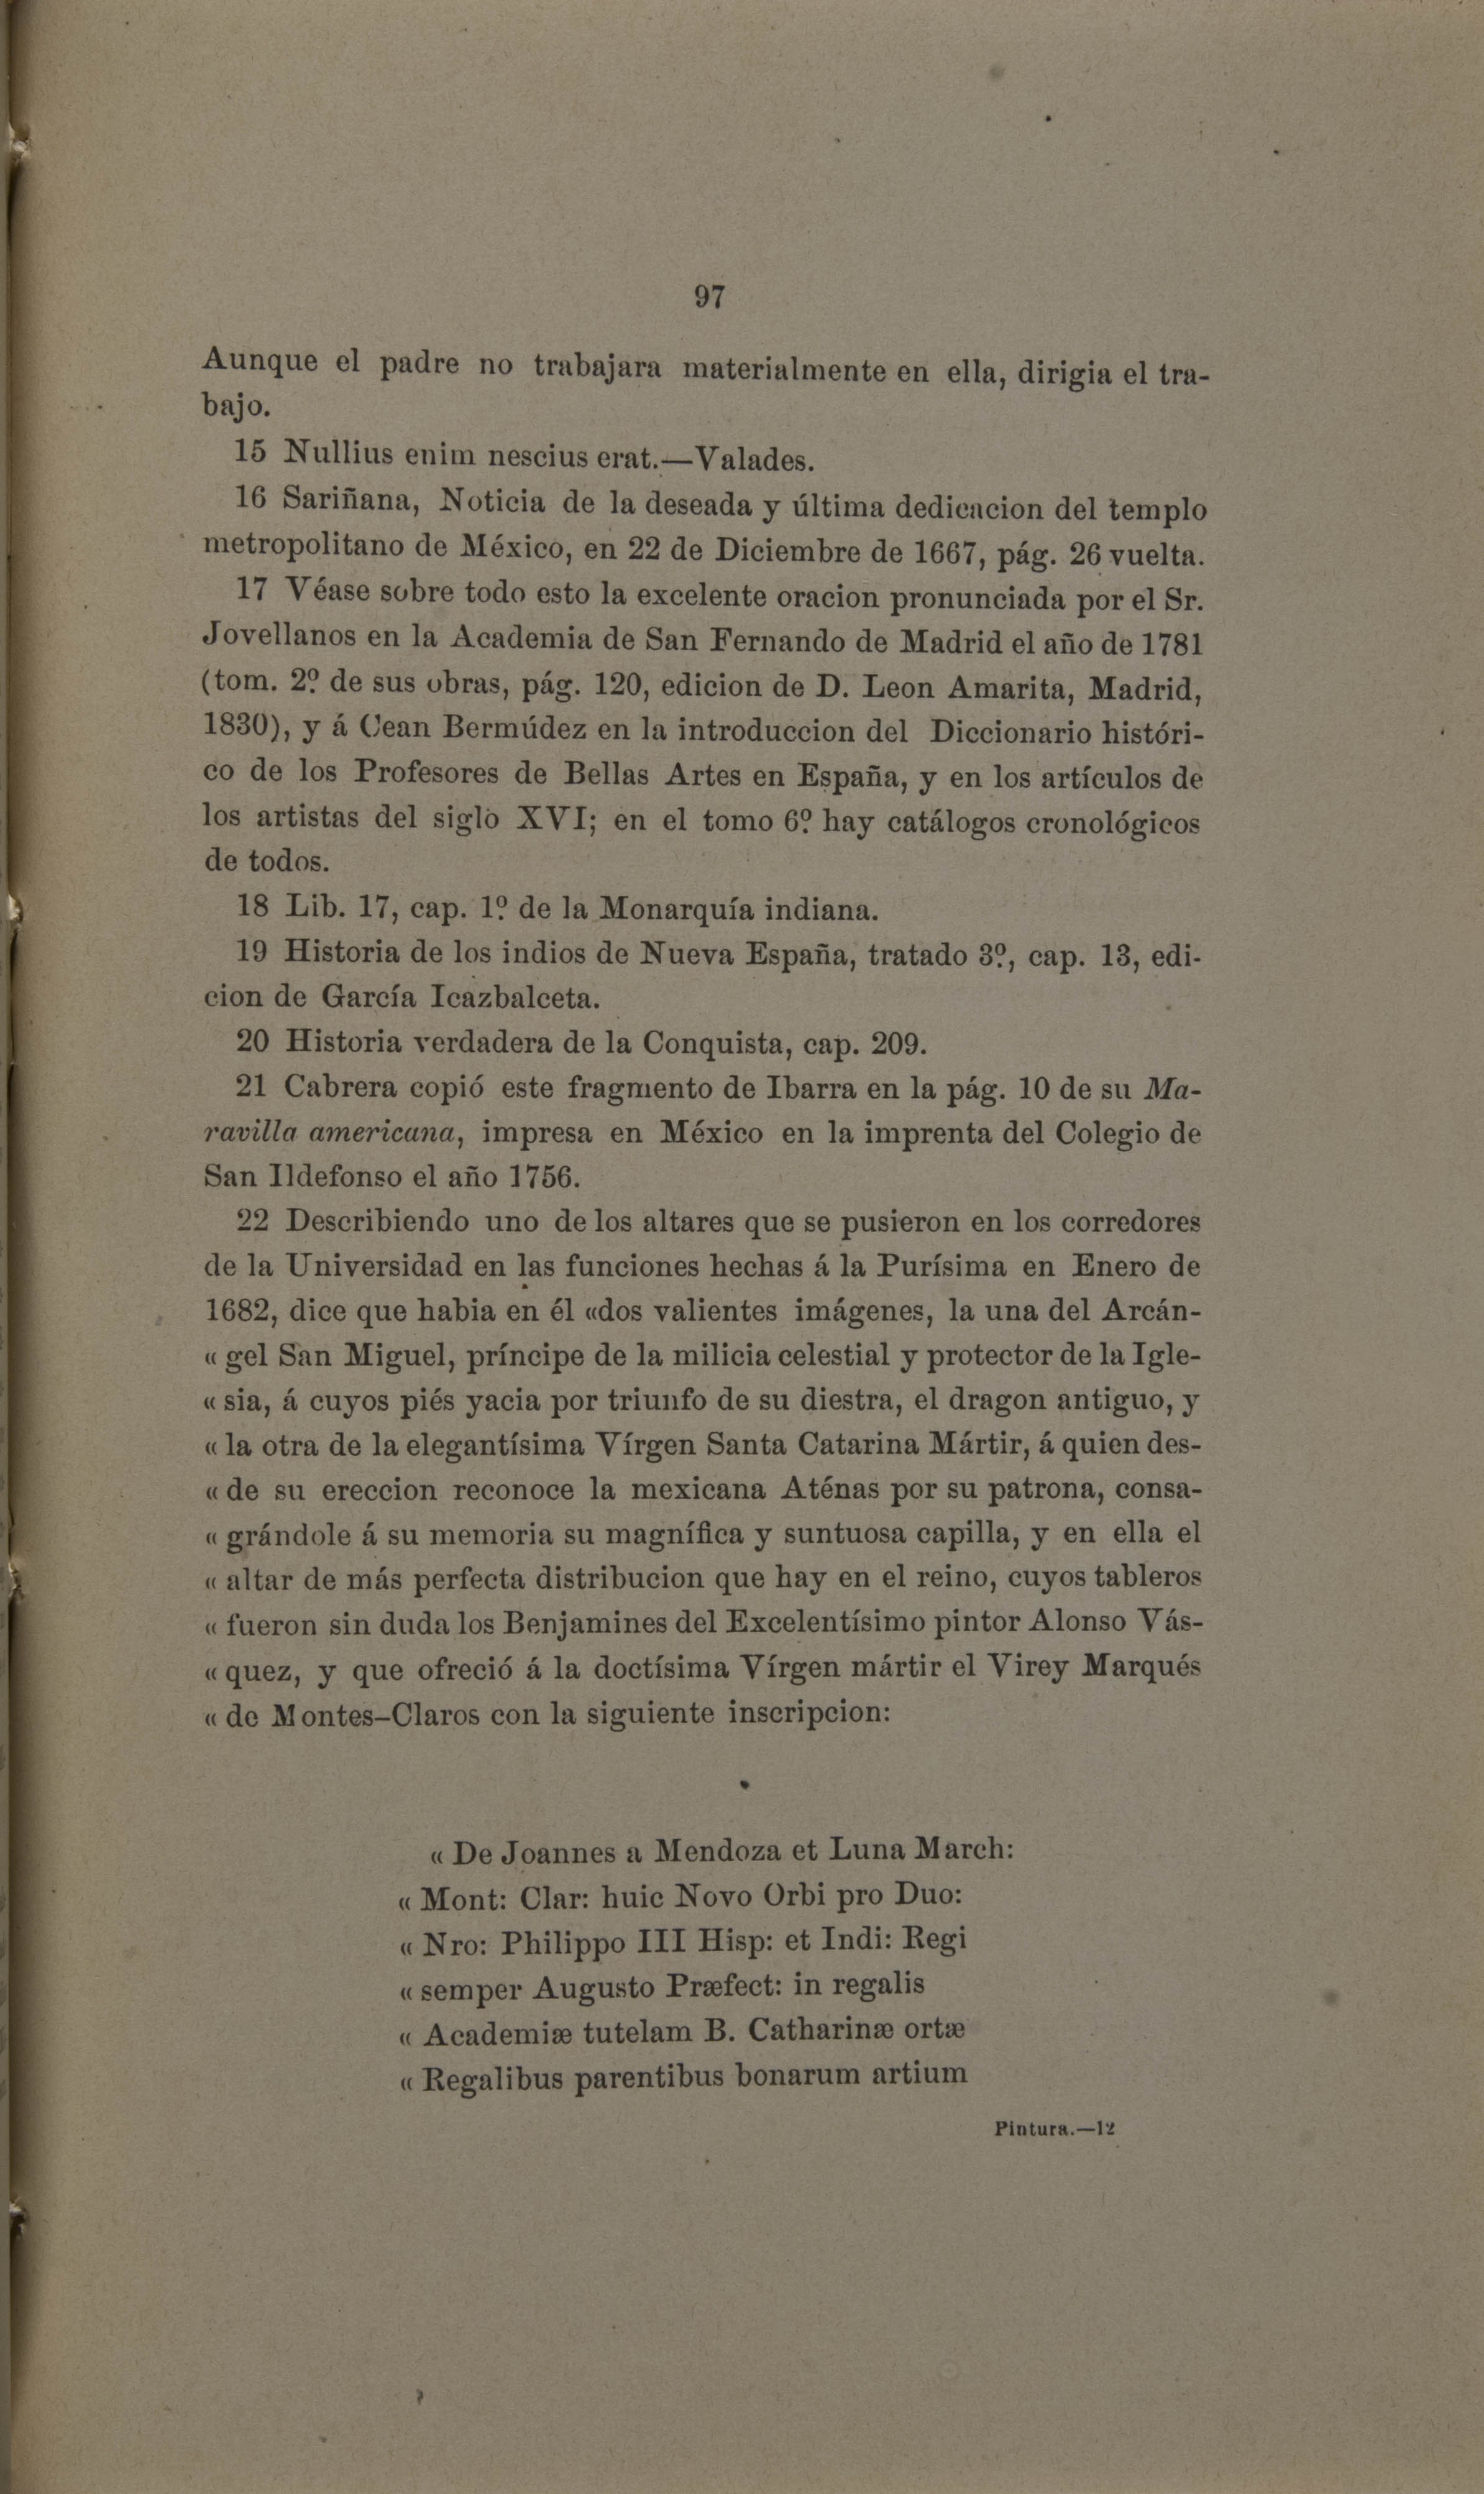 97
Aunque el padre no trabajara materialmente en ella, dirigia el tra-
bajo.
15 Nullius enim nescius erat.—Valades.
16 Sariñana, Noticia de la deseada y última dedicacion del templo
metropolitano de México, en 22 de Diciembre de 1667, pág. 26 vuelta.
17 Véase sobre todo esto la excelente oracion pronunciada por el Sr.
Jovellanos en la Academia de San Fernando de Madrid el año de 1781
(tom. 2º de sus obras, pág. 120, edicion de D. Leon Amarita, Madrid,
1830), y á Cean Bermúdez en la introduccion del Diccionario históri-
co de los Profesores de Bellas Artes en España, y en los artículos de
los artistas del siglo XVI; en el tomo 6º hay catálogos cronológicos
de todos.
18 Lib. 17, cap. 1º de la Monarquía indiana.
19 Historia de los indios de Nueva España, tratado 3º, cap. 13, edi-
cion de García Icazbalceta.
20 Historia verdadera de la Conquista, cap. 209.
21 Cabrera copió este fragmento de Ibarra en la pág. 10 de su Ma-
ravilla americana, impresa en México en la imprenta del Colegio de
San Ildefonso el año 1756.
22 Describiendo uno de los altares que se pusieron en los corredores
de la Universidad en las funciones hechas á la Purísima en Enero de
1682, dice que habia en él «dos valientes imágenes, la una del Arcán-
« gel San Miguel, príncipe de la milicia celestial y protector de la Igle-
« sia, á cuyos piés yacia por triunfo de su diestra, el dragon antiguo, y
« la otra de la elegantísima Vírgen Santa Catarina Mártir, á quien des-
« de su ereccion reconoce la mexicana Aténas por su patrona, consa-
« grándole á su memoria su magnífica y suntuosa capilla, y en ella el
« altar de más perfecta distribucion que hay en el reino, cuyos tableros
« fueron sin duda los Benjamines del Excelentísimo pintor Alonso Vás-
« quez, y que ofreció á la doctísima Vírgen mártir el Virey Marqués
« de Montes-Claros con la siguiente inscripcion:
« De Joannes a Mendoza et Luna March:
« Mont: Clar: huic Novo Orbi pro Duo:
« Nro: Philippo III Hisp: et Indi: Regi
« semper Augusto Præfect: in regalis
« Academiæ tutelam B. Catharinæ ortæ
« Regalibus parentibus bonarum artium
Pintura.—12